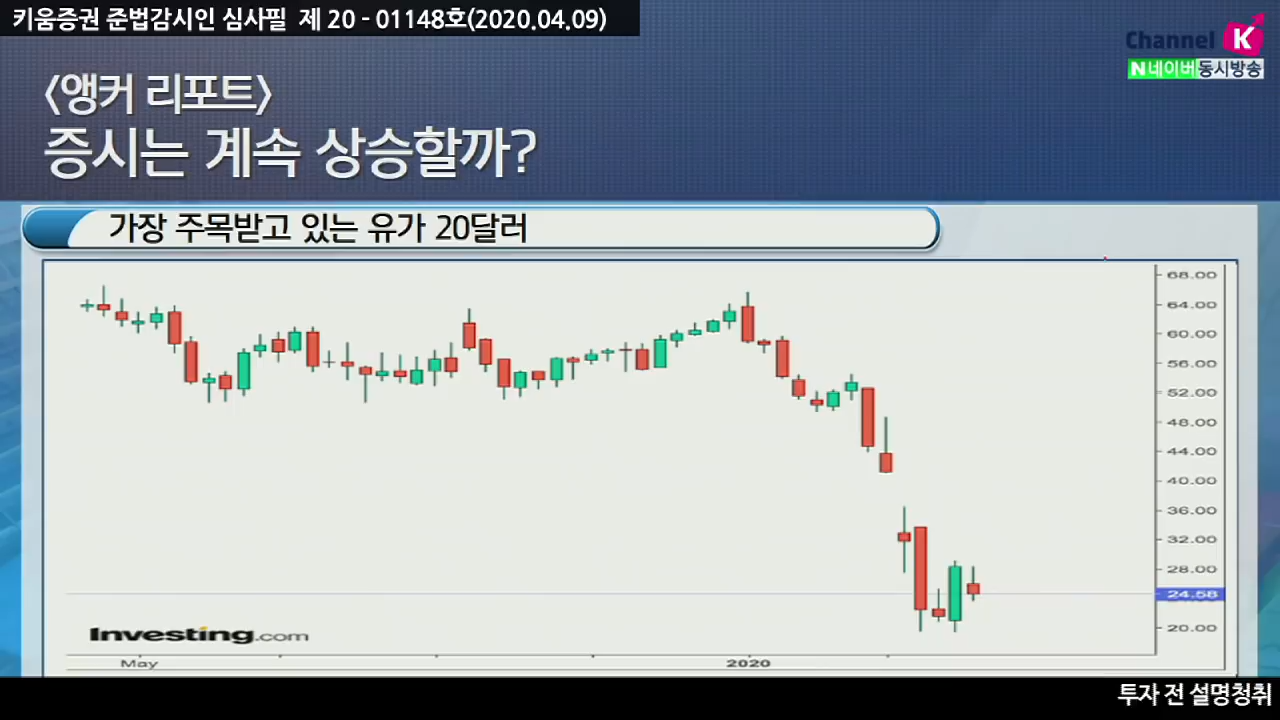 키움증권 준법감시인 심사필 제 20 - 01148호(2020.04.09)
Channel K
N 네이버 동시방송
<앵커 리포트>
증시는 계속 상승할까?
가장 주목받고 있는 유가 20달러
68.00
64.00
60.00
56.00
52.00
48.00
44.00
40.00
36.00
32.00
28.00
24.58
20.00
Investing.com
May
2020
투자 전 설명청취